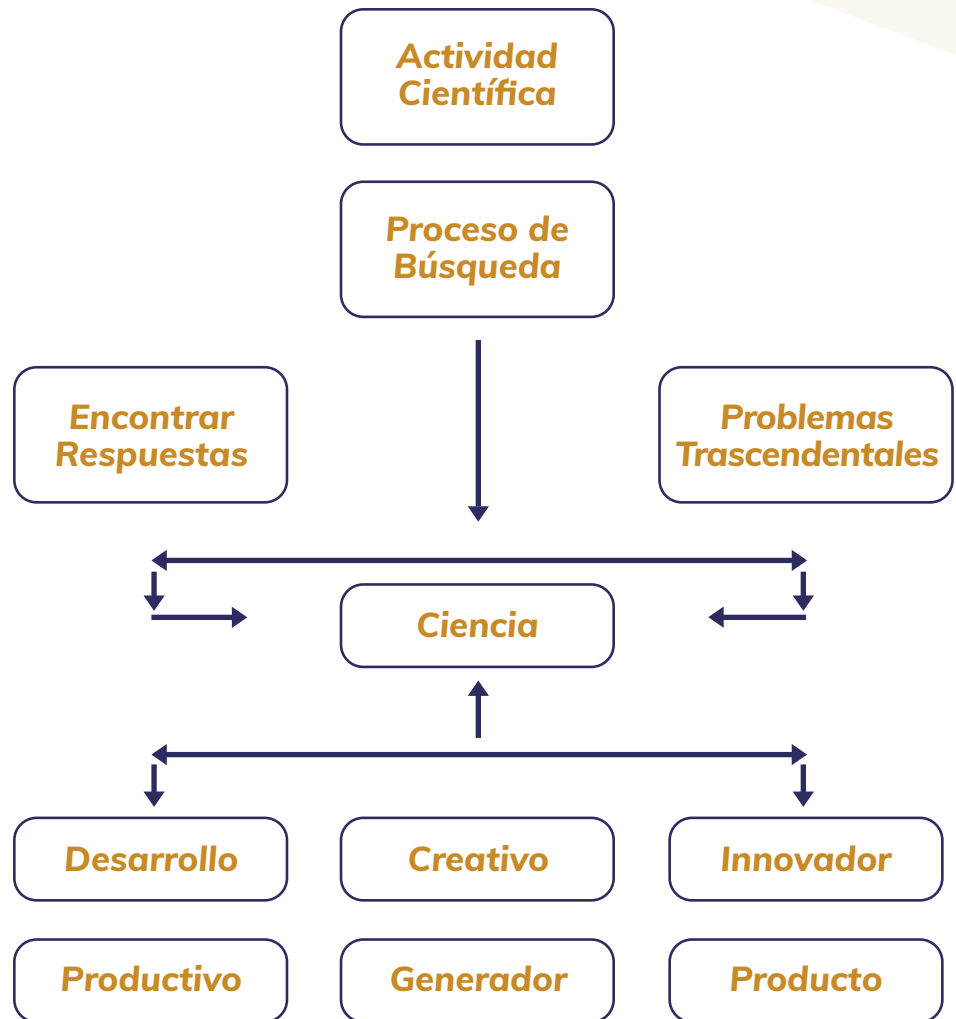 Actividad
Científica
Proceso de
Búsqueda
Encontrar
Respuestas
Problemas
Trascendentales
Ciencia
Desarrollo
Creativo
Innovador
Productivo
Generador
Producto